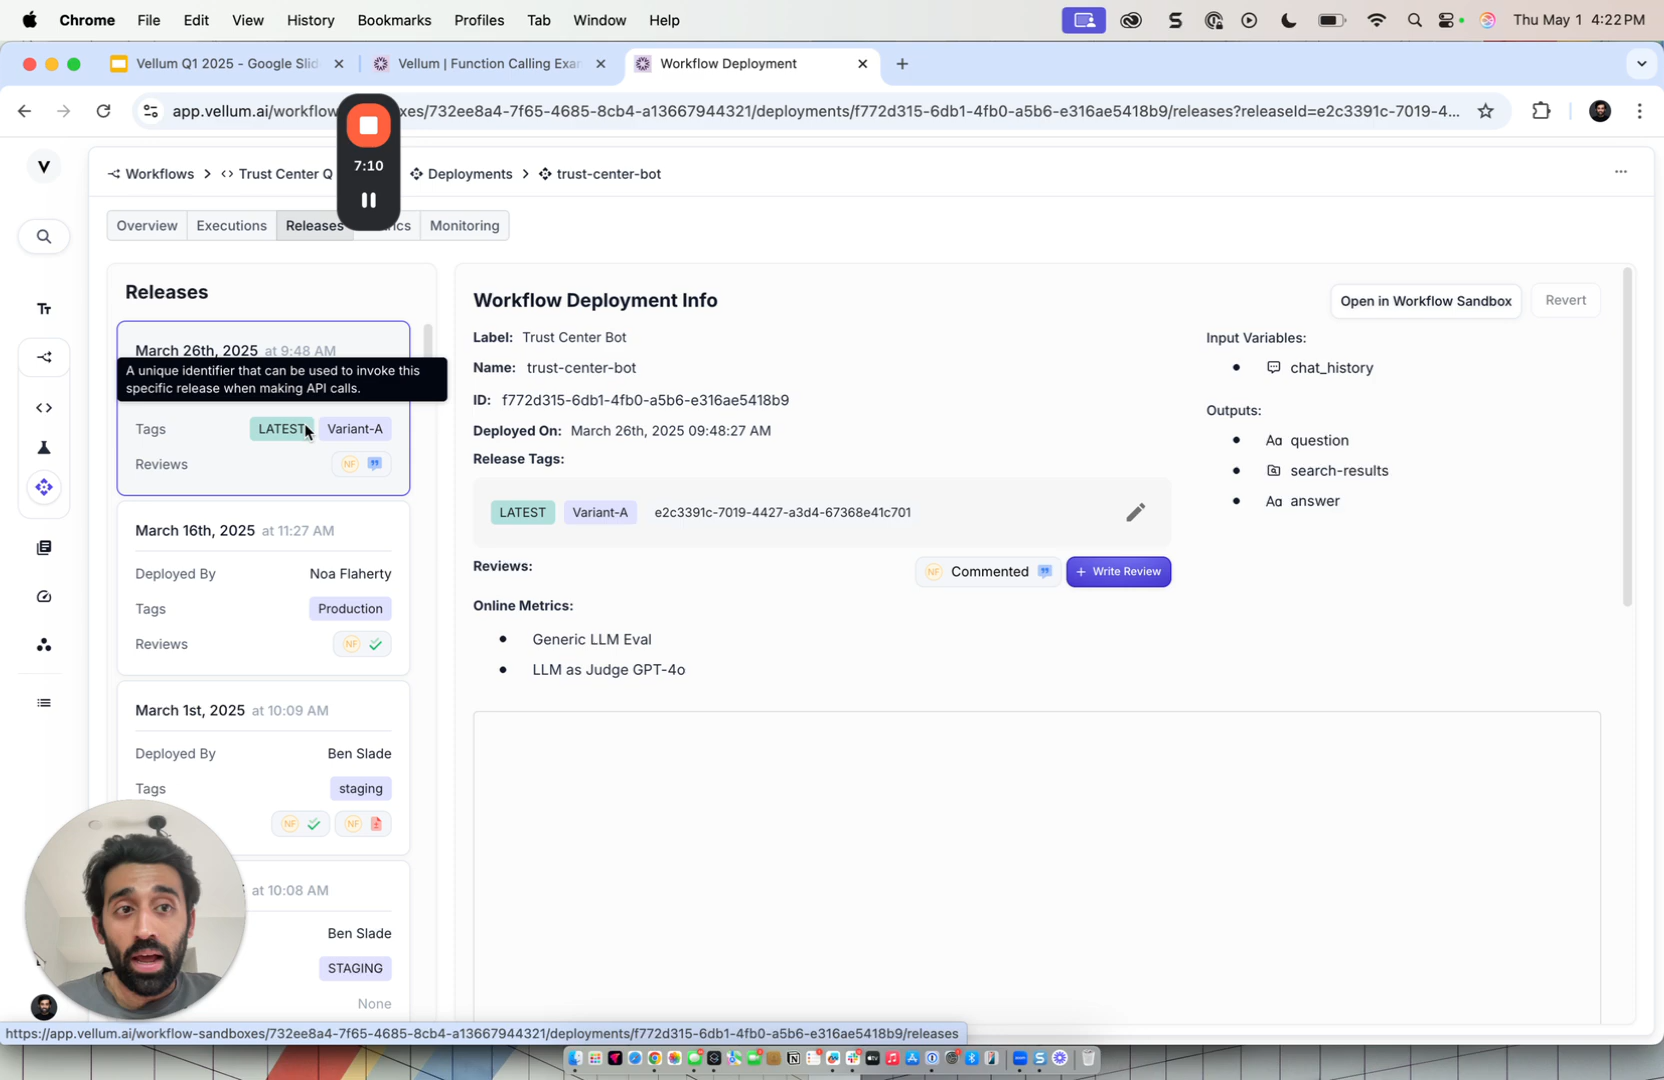 Chrome File Edit View History Bookmarks Profiles Tab Window Help
Thu May 1 4:22 PM
Vellum Q1 2025 - Google Slid
Vellum | Function Calling Exa
Workflow Deployment
app.vellum.ai/workflow
xes/732ee8a4-7f65-4685-8cb4-a13667944321/deployments/f772d315-6db1-4fb0-a5b6-e316ae5418b9/releases?releaseId=e2c3391c-7019-4...
7:10
Workflows > Trust Center Q
Deployments > trust-center-bot
Overview Executions Releases
ics
Monitoring
Releases
March 26th, 2025 at 9:48 AM
A unique identifier that can be used to invoke this
specific release when making API calls.
Tags LATEST Variant-A
Reviews NF
March 16th, 2025 at 11:27 AM
Deployed By Noa Flaherty
Tags Production
Reviews NF
March 1st, 2025 at 10:09 AM
Deployed By Ben Slade
Tags staging
NF NF
at 10:08 AM
Ben Slade
STAGING
None
Workflow Deployment Info
Open in Workflow Sandbox
Revert
Label: Trust Center Bot
Name: trust-center-bot
ID: f772d315-6db1-4fb0-a5b6-e316ae5418b9
Deployed On: March 26th, 2025 09:48:27 AM
Release Tags:
LATEST Variant-A e2c3391c-7019-4427-a3d4-67368e41c701
Reviews:
NF Commented
+ Write Review
Online Metrics:
Generic LLM Eval
LLM as Judge GPT-4o
Input Variables:
chat_history
Outputs:
Aa question
search-results
Aa answer
https://app.vellum.ai/workflow-sandboxes/732ee8a4-7f65-4685-8cb4-a13667944321/deployments/f772d315-6db1-4fb0-a5b6-e316ae5418b9/releases